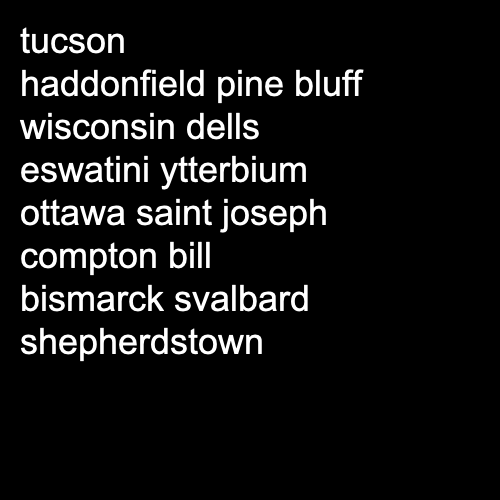 tucson
haddonfield pine bluff
wisconsin dells
eswatini ytterbium
ottawa saint joseph
compton bill
bismarck svalbard
shepherdstown